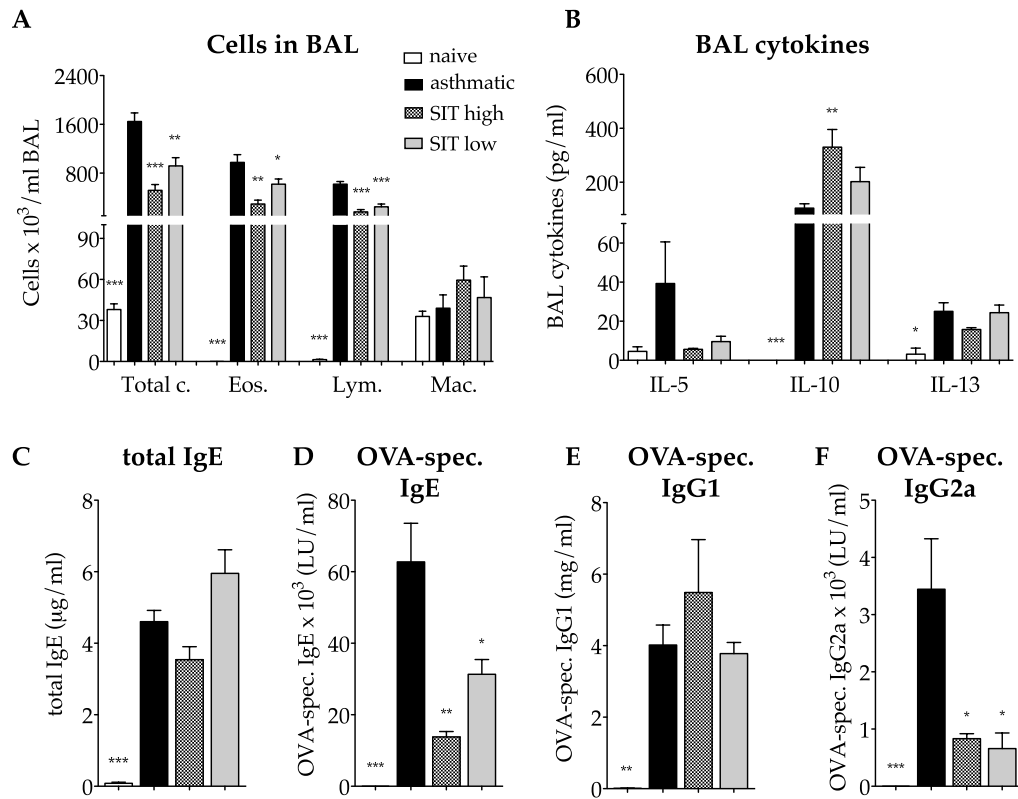 A
Cells in BAL
naive
asthmatic
SIT high
SIT low
Cells x 10³/ml BAL
2400
1600
800
90
60
30
0
***
***
**
***
**
*
***
***
***
Total c.
Eos.
Lym.
Mac.
B
BAL cytokines
BAL cytokines (pg/ml)
600
400
200
60
40
20
0
***
**
*
IL-5
IL-10
IL-13
C
total IgE
total IgE (µg/ml)
8
6
4
2
0
***
D
OVA-spec.
IgE
OVA-spec. IgE x 10³ (LU/ml)
80
60
40
20
0
***
**
*
E
OVA-spec.
IgG1
OVA-spec. IgG1 (mg/ml)
8
6
4
2
0
**
F
OVA-spec.
IgG2a
OVA-spec. IgG2a x 10³ (LU/ml)
5
4
3
2
1
0
***
*
*